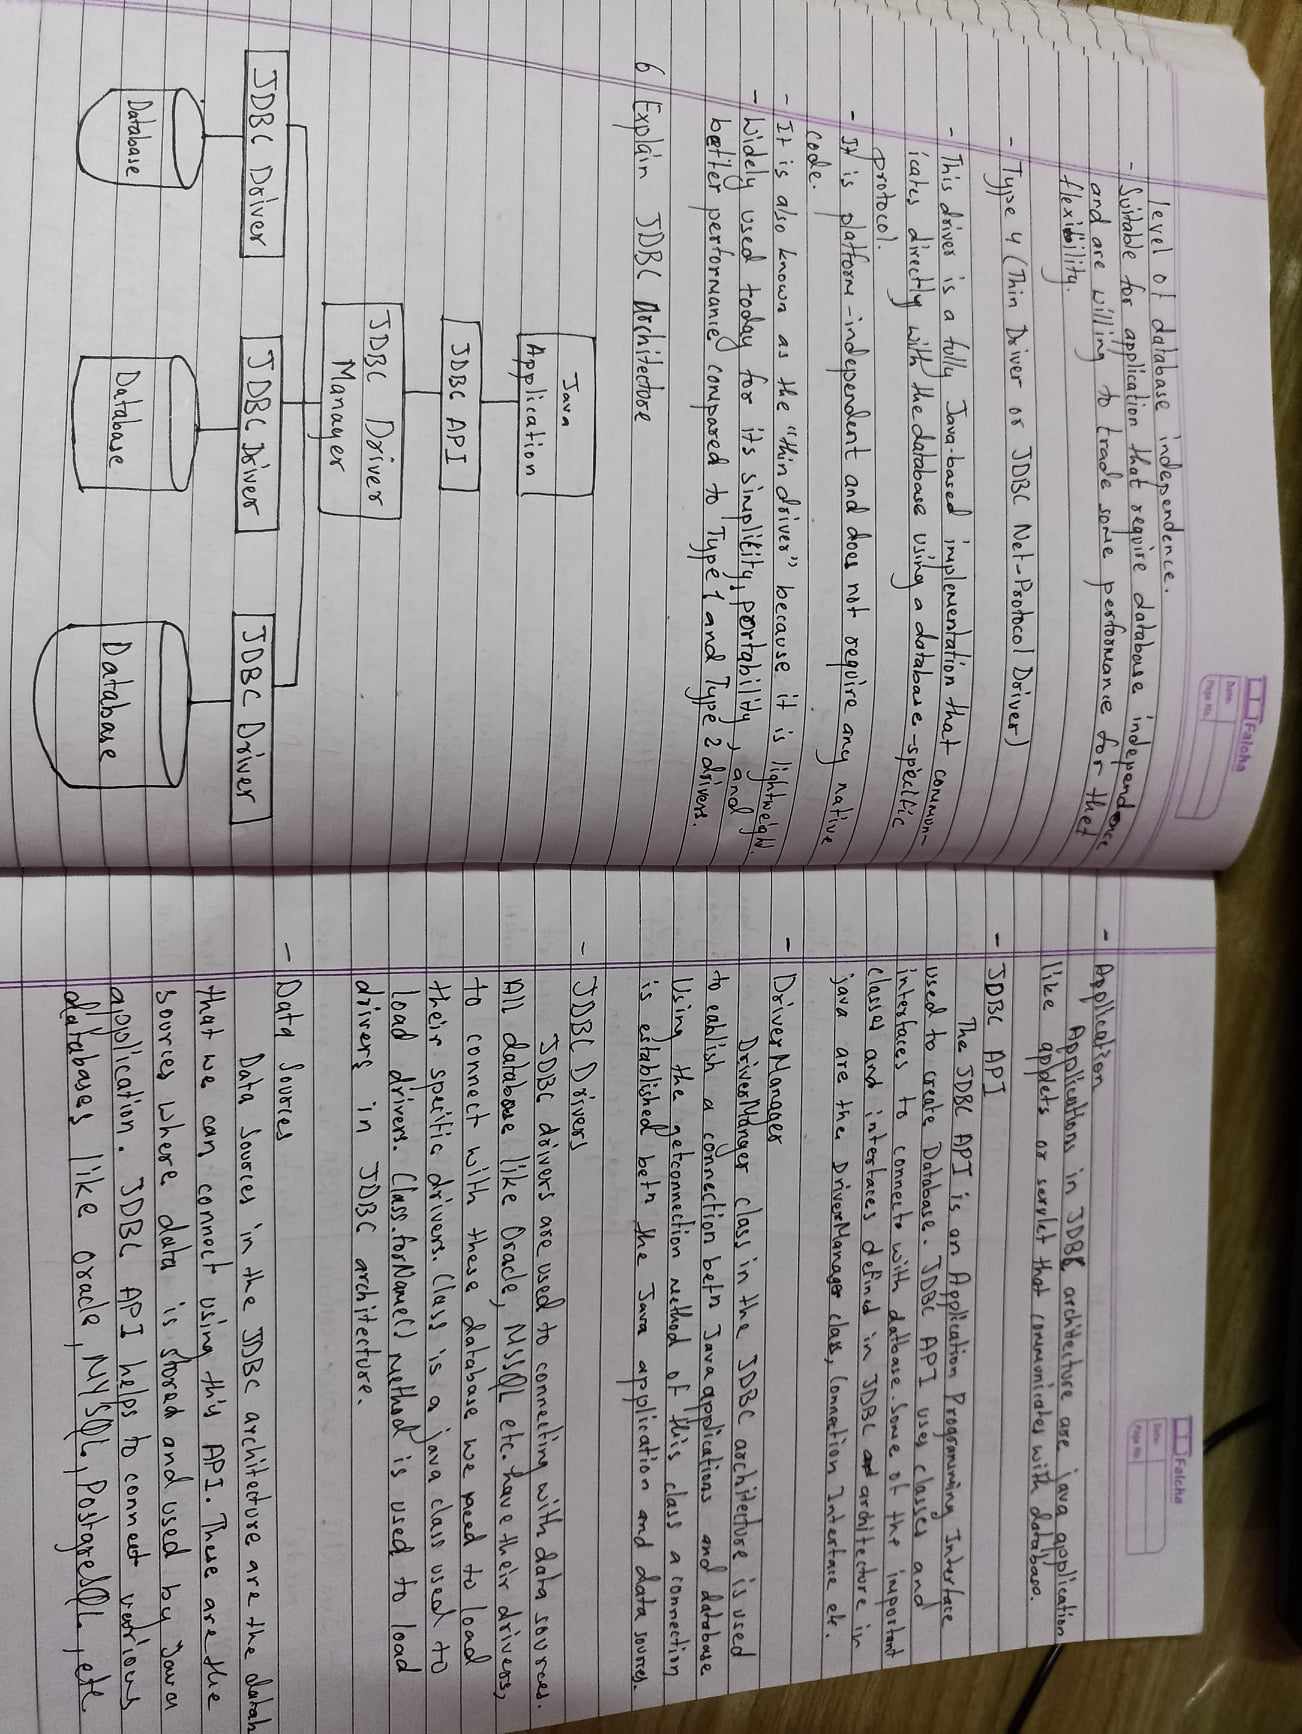 Falcha
Date:
Page No.
level of database independence.
- Suitable for application that require database independence
and are willing to trade some performance for thet
flexibility.
- Type 4 (Thin Driver or JDBC Net-Protocol Driver)
- This driver is a fully Java-based implementation that commun-
icates directly with the database using a database-specific
protocol.
- It is platform-independent and does not require any native
code.
- It is also known as the "thin driver" because it is lightweight.
- Widely used today for its simplicity, portability, and
better performance compared to Type 1 and Type 2 drivers.
6 Explain JDBC Architecture
Java
Application
JDBC API
JDBC Driver
Manager
JDBC Driver
JDBC Driver
JDBC Driver
Database
Database
Database
Falcha
Date:
Page No.
- Application
Applications in JDBC architecture are java application
like applets or servlet that communicates with datatbase.
- JDBC API
The JDBC API is an Application Programming Interface
used to create Database. JDBC API uses classes and
interfaces to connects with datbase. Some of the important
classes and interfaces defind in JDBC architecture in
java are the DriverManager class, Connection Interface etc.
- DriverManager
DriverManger class in the JDBC architecture is used
to eablish a connection betn Java applications and database
Using the getconnection method of this class a connection
is established betn the Java application and data sources.
- JDBC Drivers
JDBC drivers are used to connecting with data sources.
All database like Oracle, MSSQL etc. have their drivers,
to connect with these database we need to load
their specific drivers. Class is a java class used to
load drivers. Class.forName() method is used to load
drivers in JDBC architecture.
- Data Sources
Data Sources in the JDBC architecture are the datab
that we can connect using this API. These are the
sources where data is stored and used by Java
application. JDBC API helps to connect various
databases like Oracle, MYSQL, PostgreSQL, etc